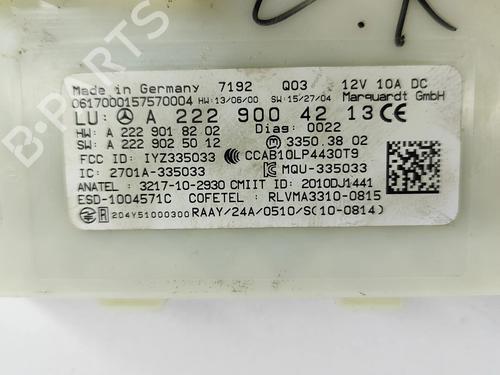 Made in Germany 7192 Q03 12V 10A DC
0617000157570004 HW:13/06/00 SW:15/27/04 Marquardt GmbH
LU: A 222 900 42 13 CE
HW: A 222 901 82 02 Diag: 0022
SW: A 222 902 50 12 3350.3802
FCC ID: IYZ335033 CCAB10LP4430T9
IC: 2701A-335033 MQU-335033
ANATEL : 3217-10-2930 CMIIT ID: 2010DJ1441
ESD-1004571C COFETEL : RLVMA3310-0815
R 204Y51000300 RAAY/24A/0510/S(10-0814)
B-PARTS